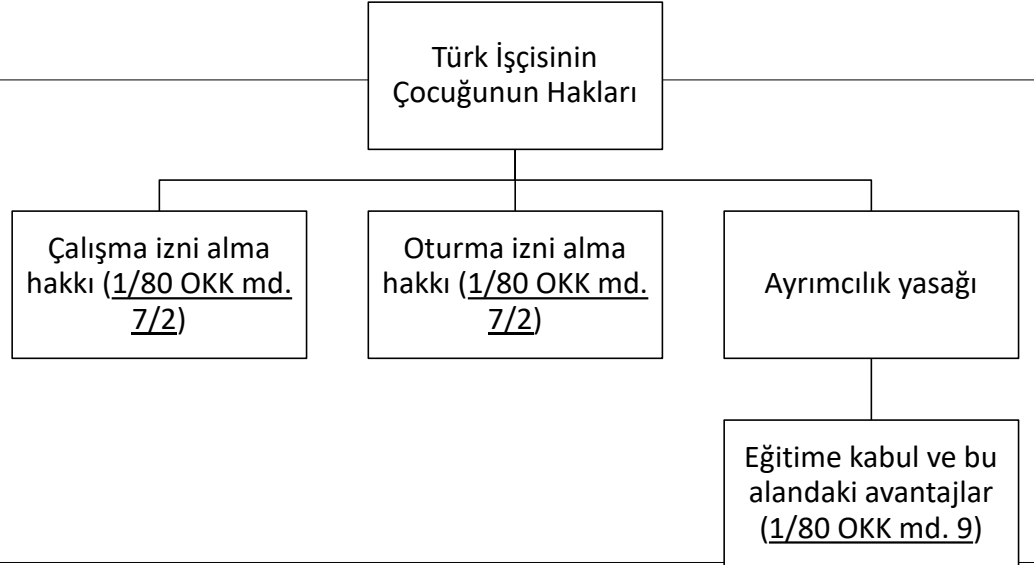 Türk İşçisinin
Çocuğunun Hakları
Çalışma izni alma
hakkı (1/80 OKK md.
7/2)
Oturma izni alma
hakkı (1/80 OKK md.
7/2)
Ayrımcılık yasağı
Eğitime kabul ve bu
alandaki avantajlar
(1/80 OKK md. 9)